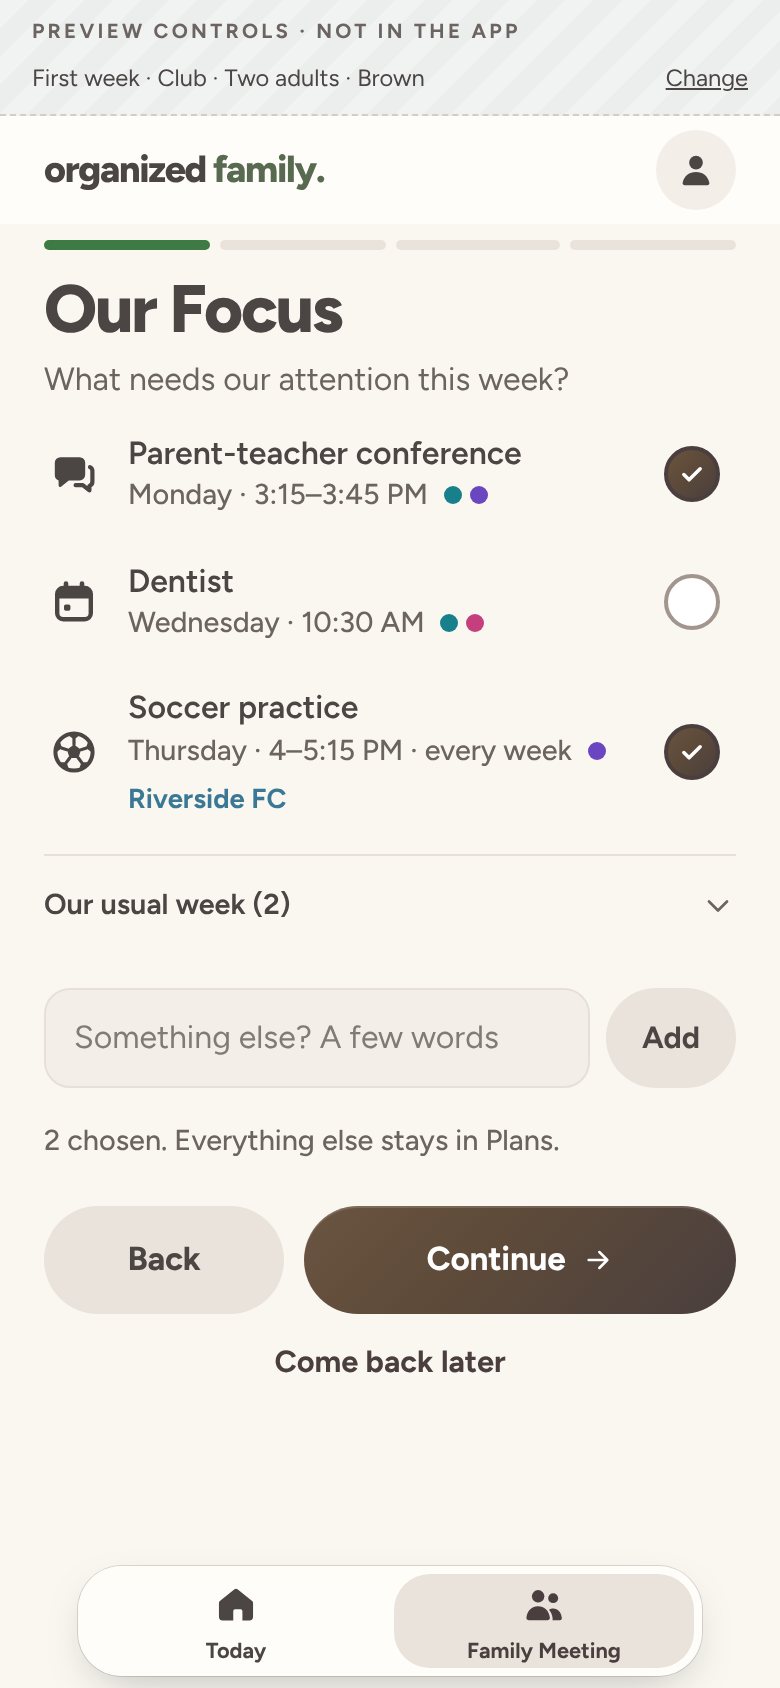 PREVIEW CONTROLS · NOT IN THE APP
First week · Club · Two adults · Brown
Change
organized family.
Our Focus
What needs our attention this week?
Parent-teacher conference
Monday · 3:15–3:45 PM
Dentist
Wednesday · 10:30 AM
Soccer practice
Thursday · 4–5:15 PM · every week
Riverside FC
Our usual week (2)
Something else? A few words
Add
2 chosen. Everything else stays in Plans.
Back
Continue →
Come back later
Today
Family Meeting